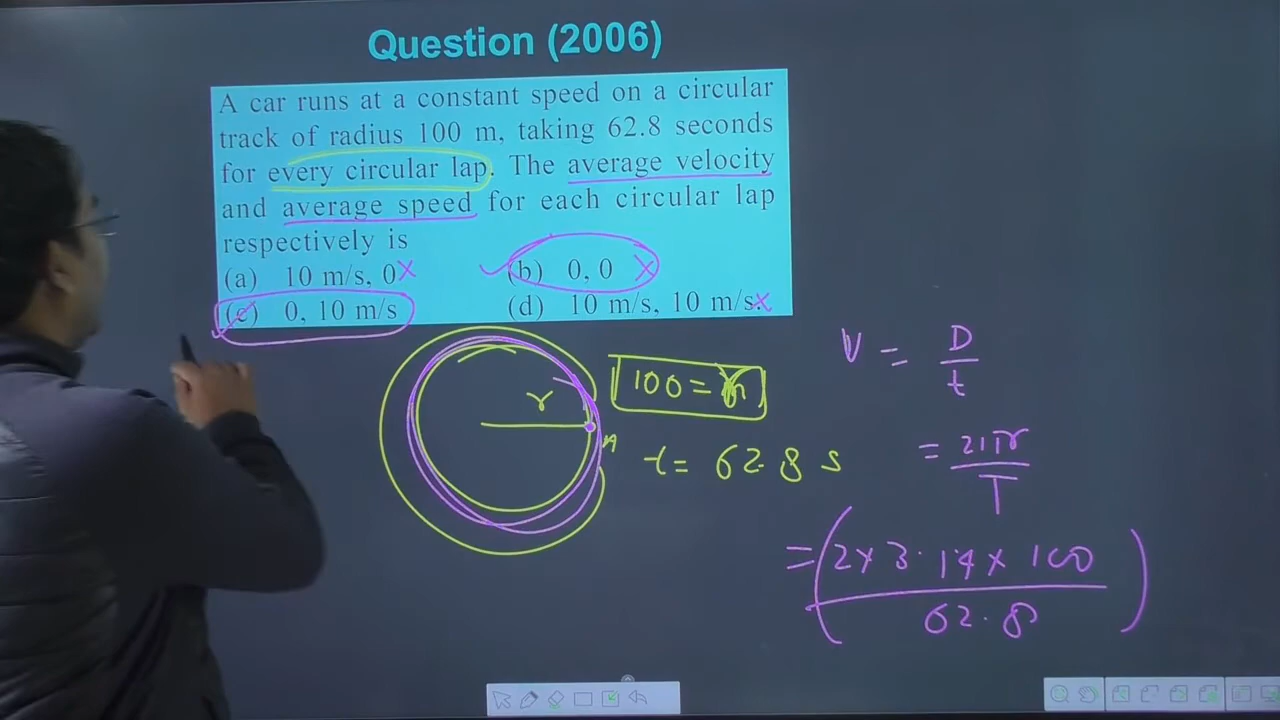 Question (2006)
A car runs at a constant speed on a circular
track of radius 100 m, taking 62.8 seconds
for every circular lap. The average velocity
and average speed for each circular lap
respectively is
(a) 10 m/s, 0 x
(b) 0, 0 x
(c) 0, 10 m/s
(d) 10 m/s, 10 m/s. x
r
100 =
A
t = 62.8 s
V = D/t
= 2πr/T
= (2 x 3.14 x 100 / 62.8)